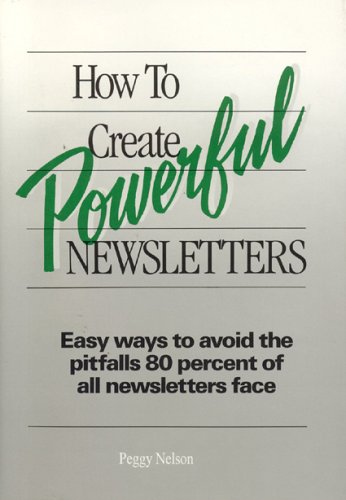 How To
Create
Powerful
NEWSLETTERS
Easy ways to avoid the
pitfalls 80 percent of
all newsletters face
Peggy Nelson